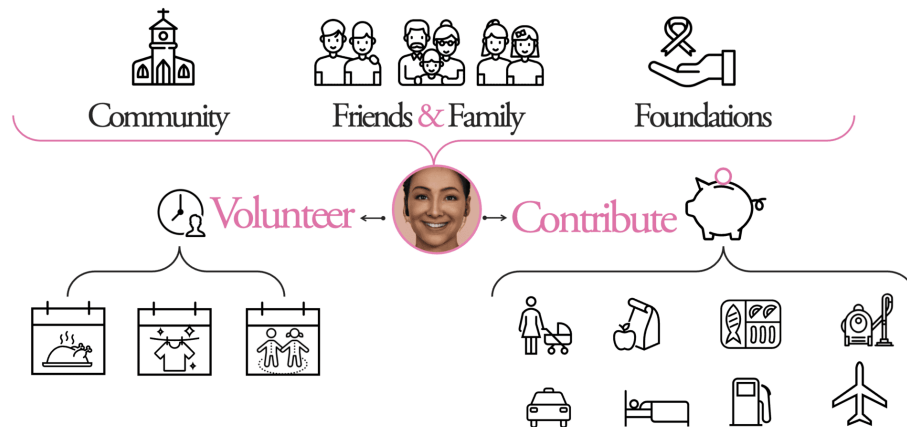 Community
Friends & Family
Foundations
Volunteer
Contribute